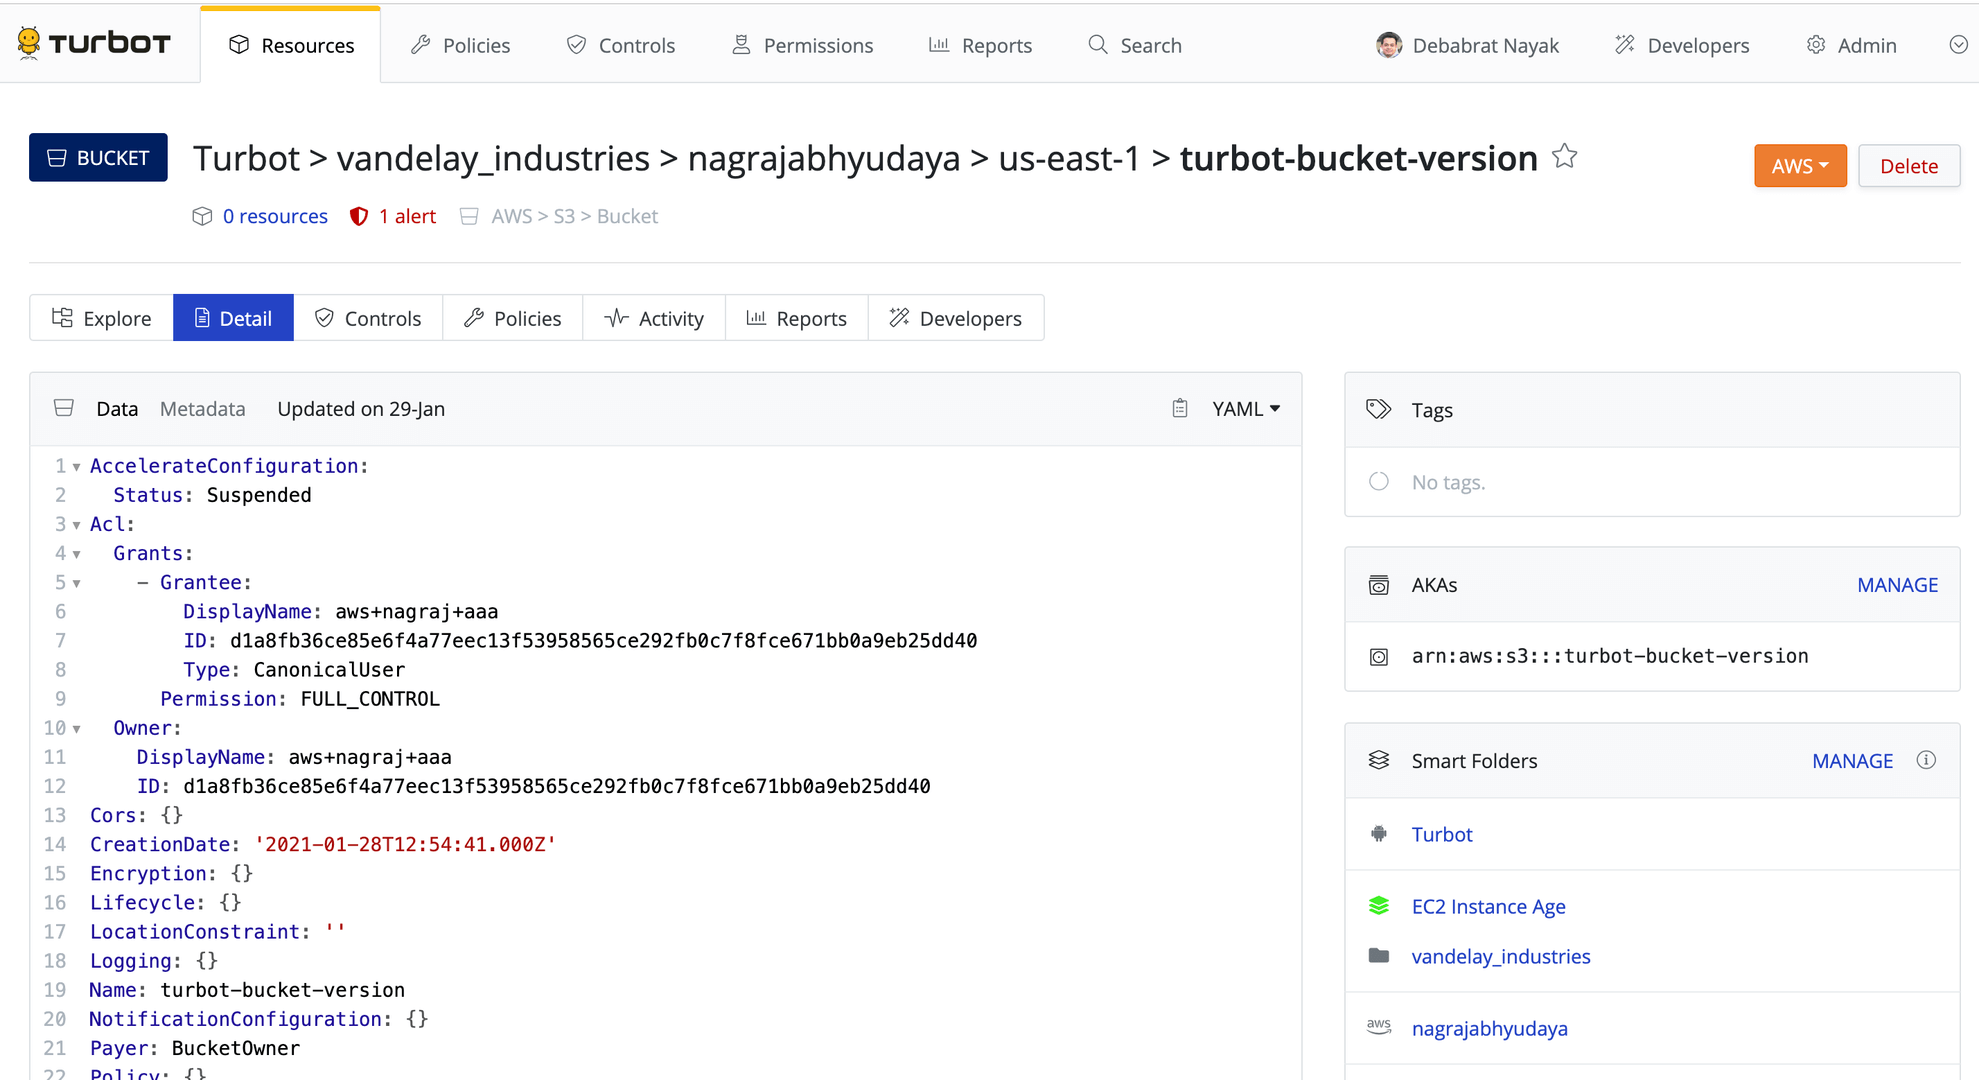 TURBOT
Resources
Policies
Controls
Permissions
Reports
Search
Debabrat Nayak
Developers
Admin
BUCKET
Turbot > vandelay_industries > nagrajabhyudaya > us-east-1 > turbot-bucket-version
AWS
Delete
0 resources
1 alert
AWS > S3 > Bucket
Explore
Detail
Controls
Policies
Activity
Reports
Developers
Data
Metadata
Updated on 29-Jan
YAML
1 AccelerateConfiguration:
2 Status: Suspended
3 Acl:
4 Grants:
5 - Grantee:
6 DisplayName: aws+nagraj+aaa
7 ID: d1a8fb36ce85e6f4a77eec13f53958565ce292fb0c7f8fce671bb0a9eb25dd40
8 Type: CanonicalUser
9 Permission: FULL_CONTROL
10 Owner:
11 DisplayName: aws+nagraj+aaa
12 ID: d1a8fb36ce85e6f4a77eec13f53958565ce292fb0c7f8fce671bb0a9eb25dd40
13 Cors: {}
14 CreationDate: '2021-01-28T12:54:41.000Z'
15 Encryption: {}
16 Lifecycle: {}
17 LocationConstraint: ''
18 Logging: {}
19 Name: turbot-bucket-version
20 NotificationConfiguration: {}
21 Payer: BucketOwner
22 Policy: {}
Tags
No tags.
AKAs
MANAGE
arn:aws:s3:::turbot-bucket-version
Smart Folders
MANAGE
Turbot
EC2 Instance Age
vandelay_industries
aws
nagrajabhyudaya